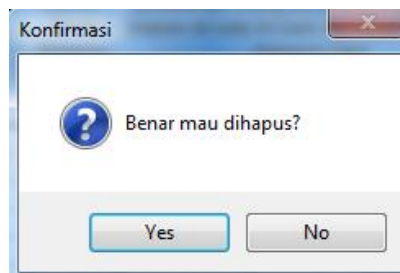 Konfirmasi
Benar mau dihapus?
Yes
No